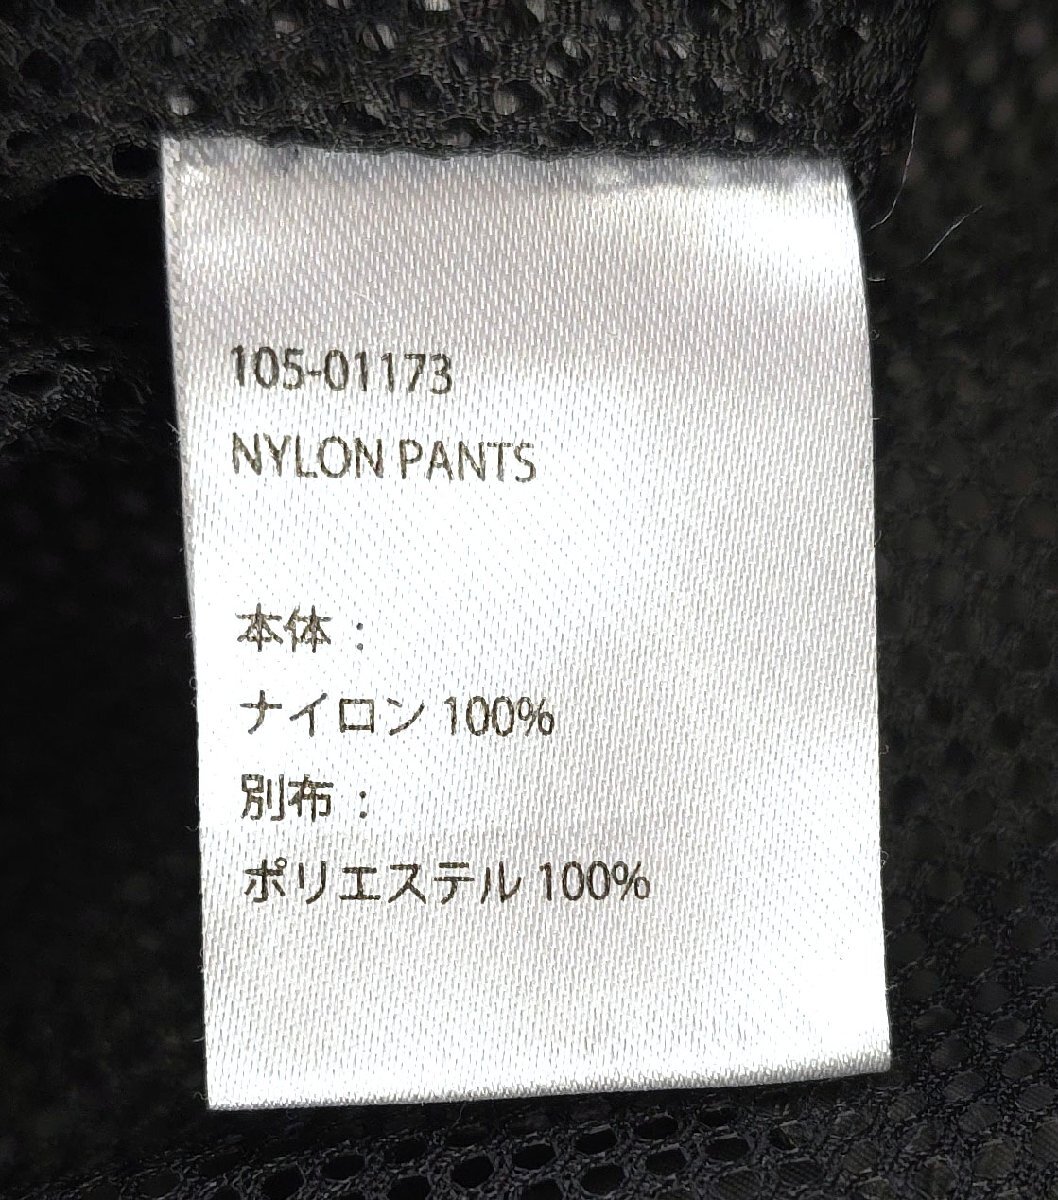 105-01173
NYLON PANTS
本体：
ナイロン 100%
別布：
ポリエステル 100%